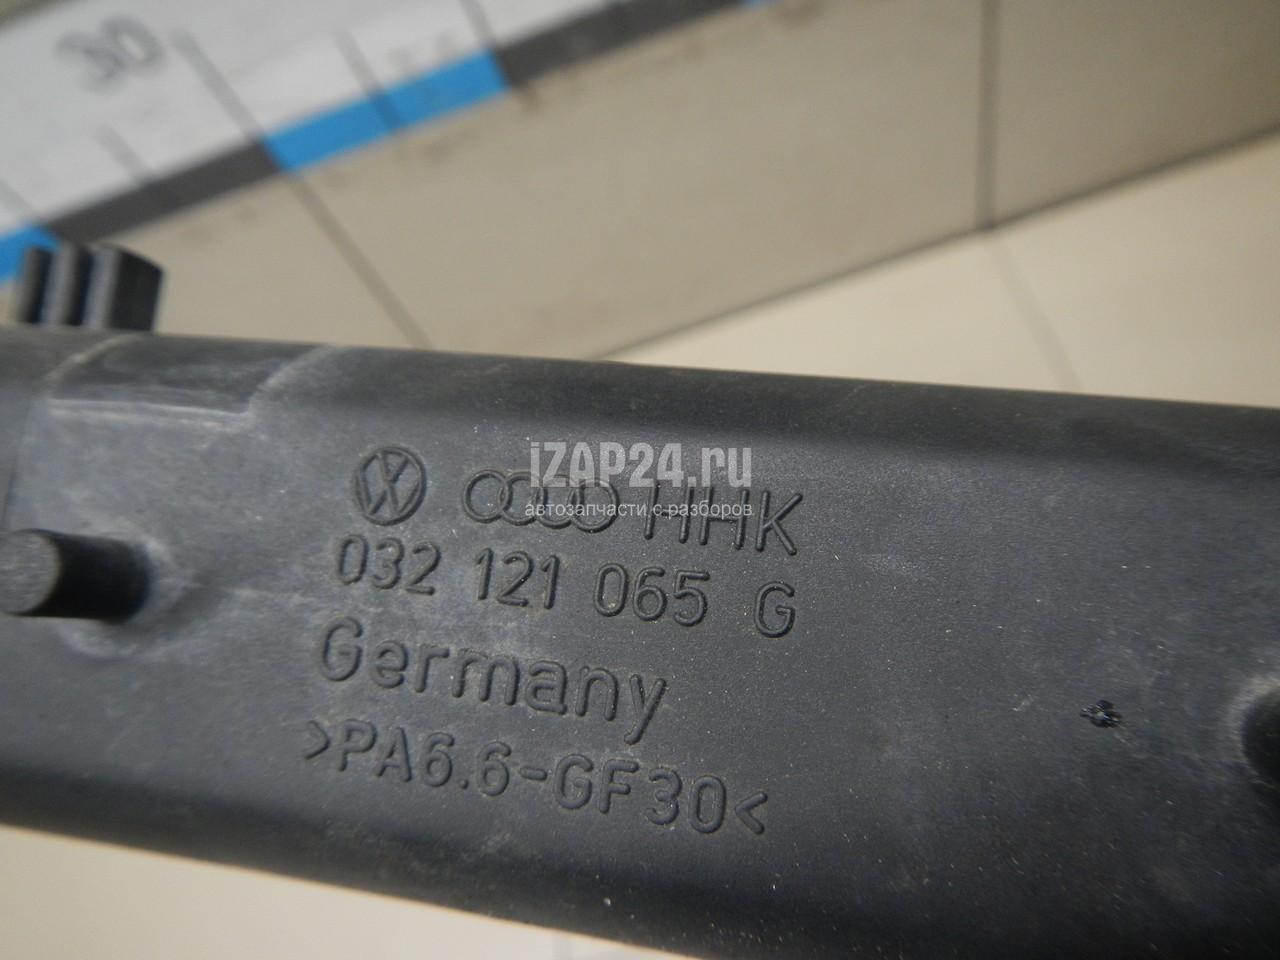 30
iZAP24.ru
автозапчасти с разборов
HHK
032 121 065 G
Germany
>PA6.6-GF30<